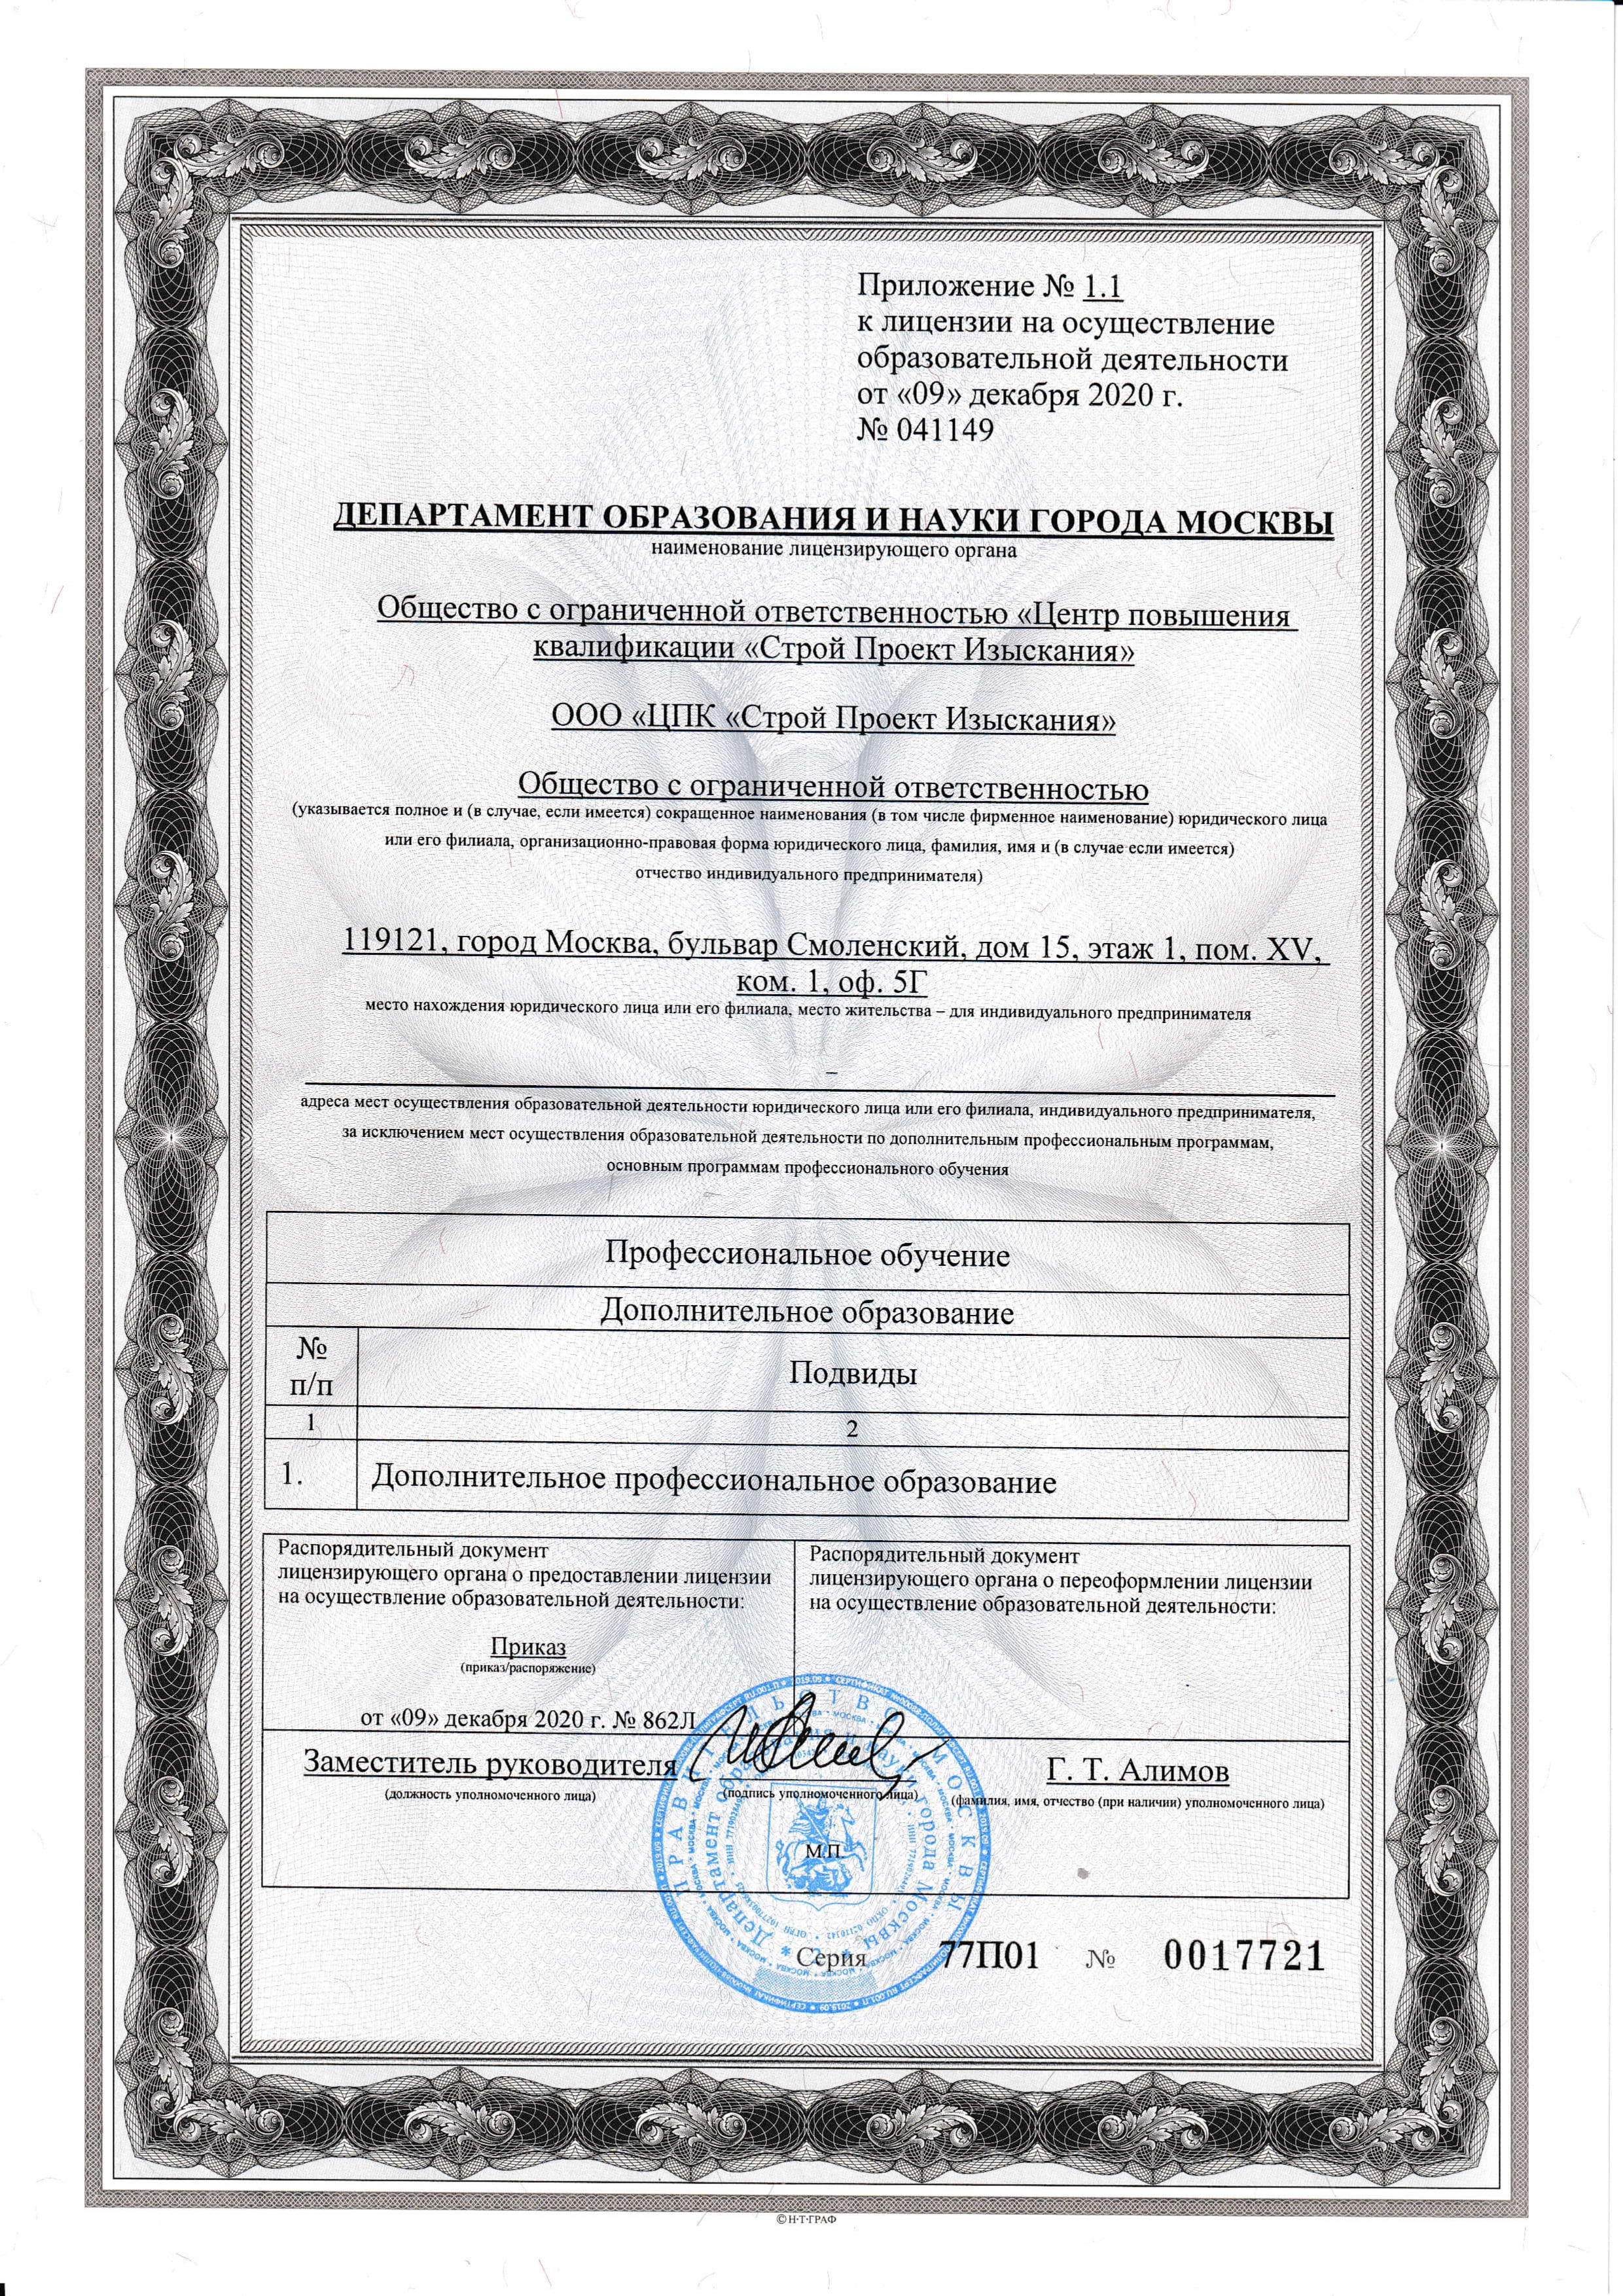 Приложение № 1.1
к лицензии на осуществление
образовательной деятельности
от «09» декабря 2020 г.
№ 041149
ДЕПАРТАМЕНТ ОБРАЗОВАНИЯ И НАУКИ ГОРОДА МОСКВЫ
наименование лицензирующего органа
Общество с ограниченной ответственностью «Центр повышения
квалификации «Строй Проект Изыскания»
ООО «ЦПК «Строй Проект Изыскания»
Общество с ограниченной ответственностью
(указывается полное и (в случае, если имеется) сокращенное наименования (в том числе фирменное наименование) юридического лица
или его филиала, организационно-правовая форма юридического лица, фамилия, имя и (в случае если имеется)
отчество индивидуального предпринимателя)
119121, город Москва, бульвар Смоленский, дом 15, этаж 1, пом. XV,
ком. 1, оф. 5Г
место нахождения юридического лица или его филиала, место жительства – для индивидуального предпринимателя
–
адреса мест осуществления образовательной деятельности юридического лица или его филиала, индивидуального предпринимателя,
за исключением мест осуществления образовательной деятельности по дополнительным профессиональным программам,
основным программам профессионального обучения
Профессиональное обучение
Дополнительное образование
№
п/п
Подвиды
1
2
1.
Дополнительное профессиональное образование
Распорядительный документ
лицензирующего органа о предоставлении лицензии
на осуществление образовательной деятельности:
Приказ
(приказ/распоряжение)
от «09» декабря 2020 г. № 862Л
Распорядительный документ
лицензирующего органа о переоформлении лицензии
на осуществление образовательной деятельности:
Заместитель руководителя
(должность уполномоченного лица)
(подпись уполномоченного лица)
Г. Т. Алимов
(фамилия, имя, отчество (при наличии) уполномоченного лица)
М.П.
ПРАВИТЕЛЬСТВО МОСКВЫ
Департамент образования и науки города Москвы
Серия 77П01 № 0017721
© Н·Т·ГРАФ